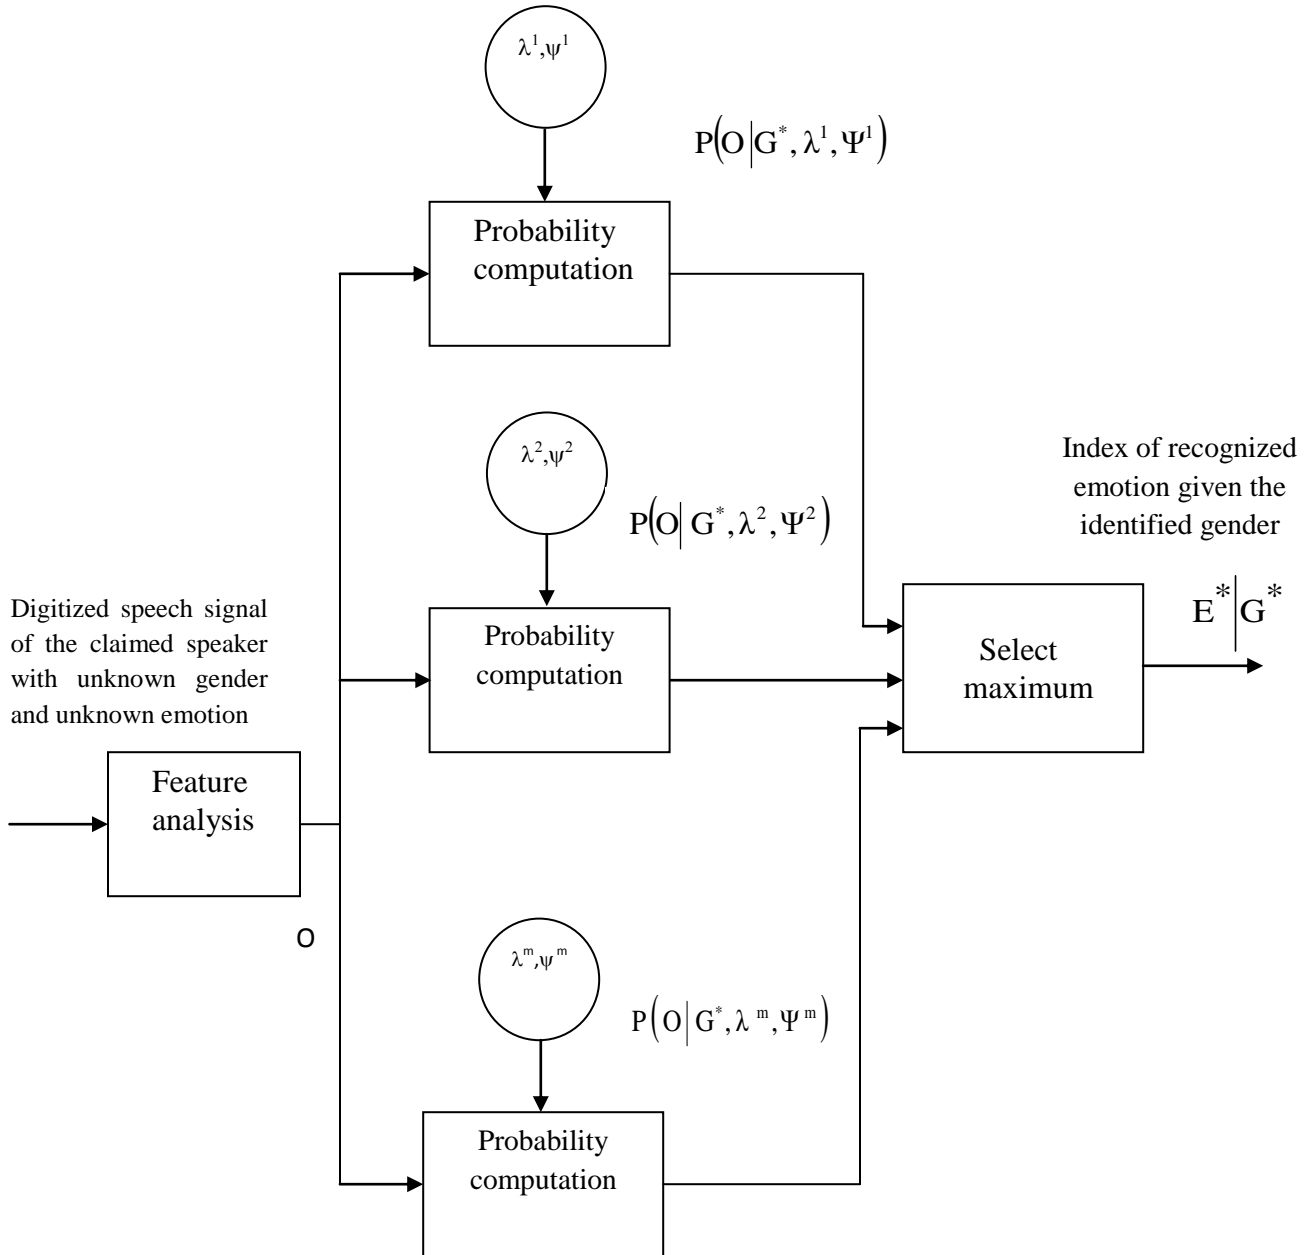 λ¹,ψ¹
P(O|G*, λ¹, Ψ¹)
Probability
computation
λ²,ψ²
P(O|G*, λ², Ψ²)
Index of recognized
emotion given the
identified gender
E*|G*
Digitized speech signal
of the claimed speaker
with unknown gender
and unknown emotion
Probability
computation
Select
maximum
Feature
analysis
O
λᵐ,ψᵐ
P(O|G*, λᵐ, Ψᵐ)
Probability
computation